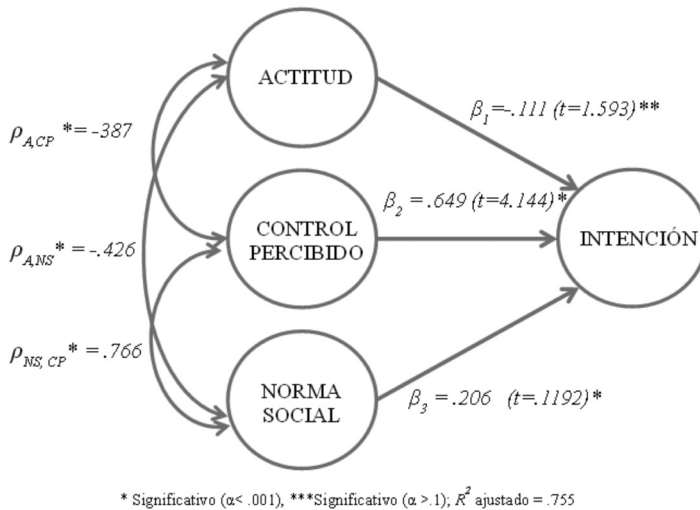 ACTITUD
β1=-.111 (t=1.593)**
ρA,CP *= -387
β2 = .649 (t=4.144)*
CONTROL
PERCIBIDO
INTENCIÓN
ρA,NS* = -.426
ρNS, CP* = .766
NORMA
SOCIAL
β3 = .206 (t=.1192)*
* Significativo (α< .001), ***Significativo (α >.1); R² ajustado = .755